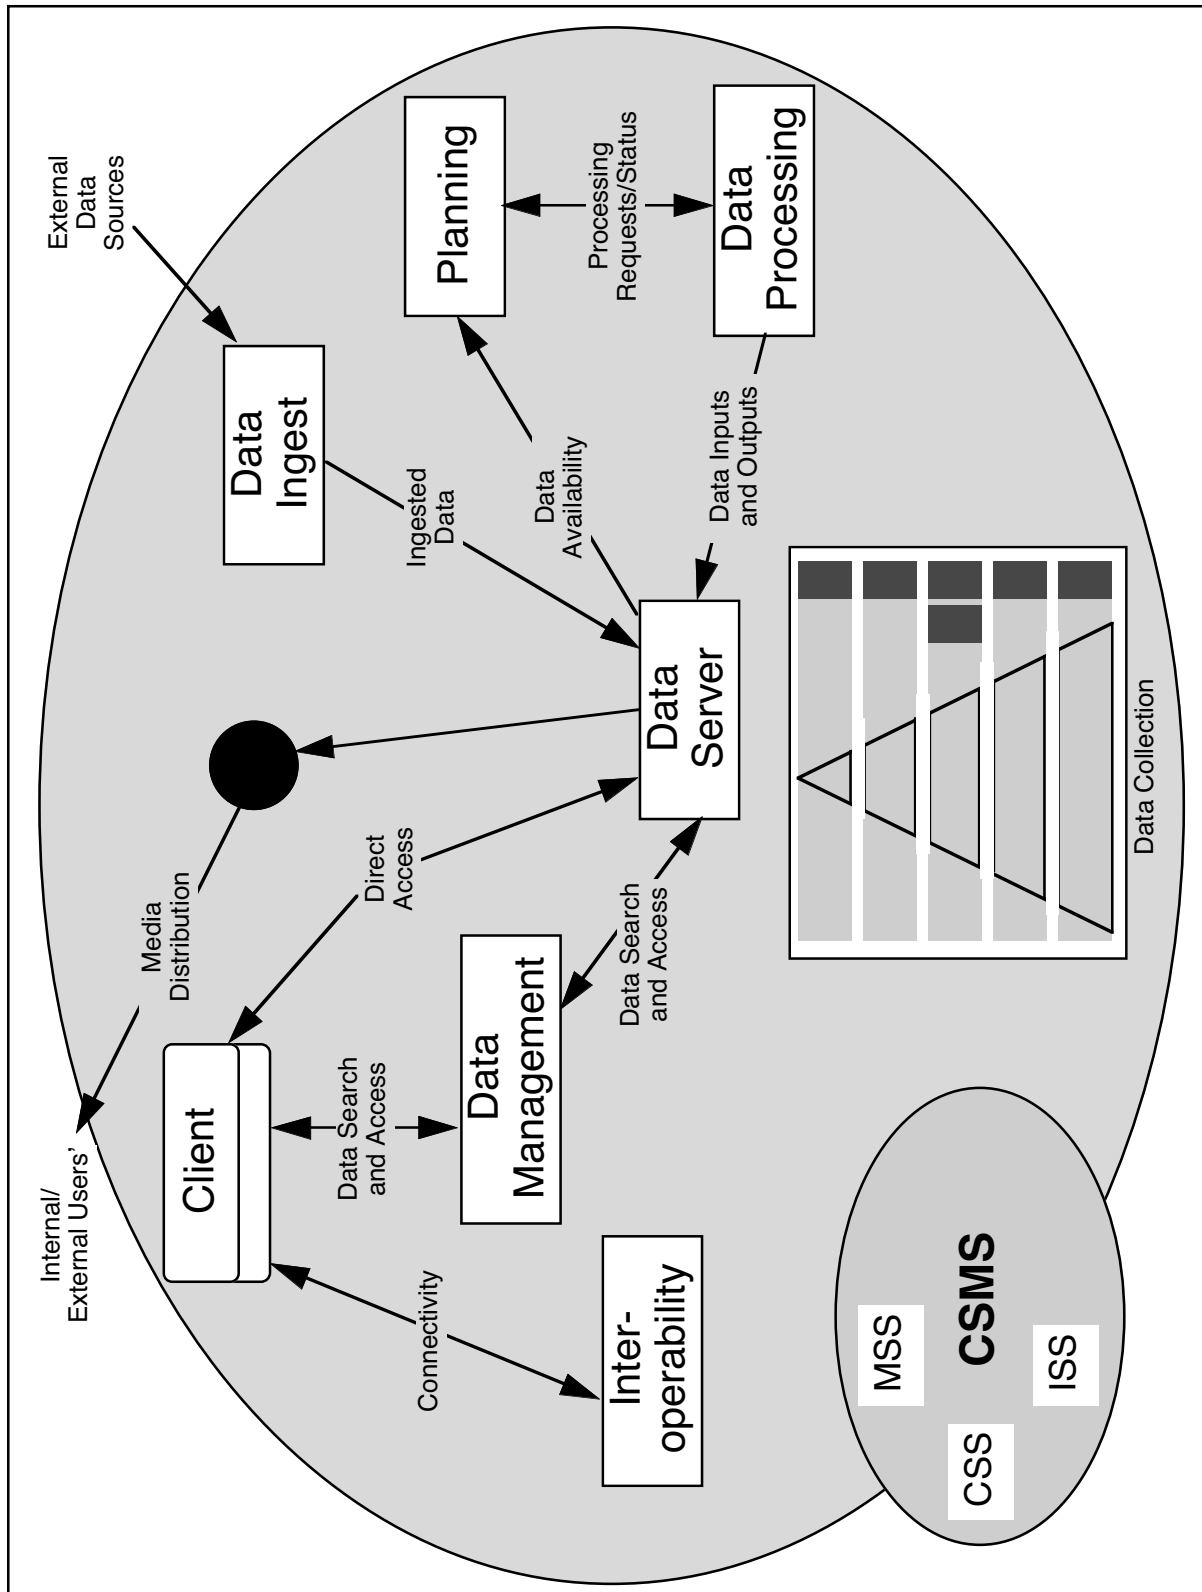 Internal/
External Users’
Media
Distribution
External
Data
Sources
Client
Data
Ingest
Direct
Access
Data Search
and Access
Ingested
Data
Planning
Connectivity
Data
Management
Data
Availability
Processing
Requests/Status
Inter-
operability
Data Search
and Access
Data
Server
Data Inputs
and Outputs
Data
Processing
MSS
CSS
CSMS
ISS
Data Collection